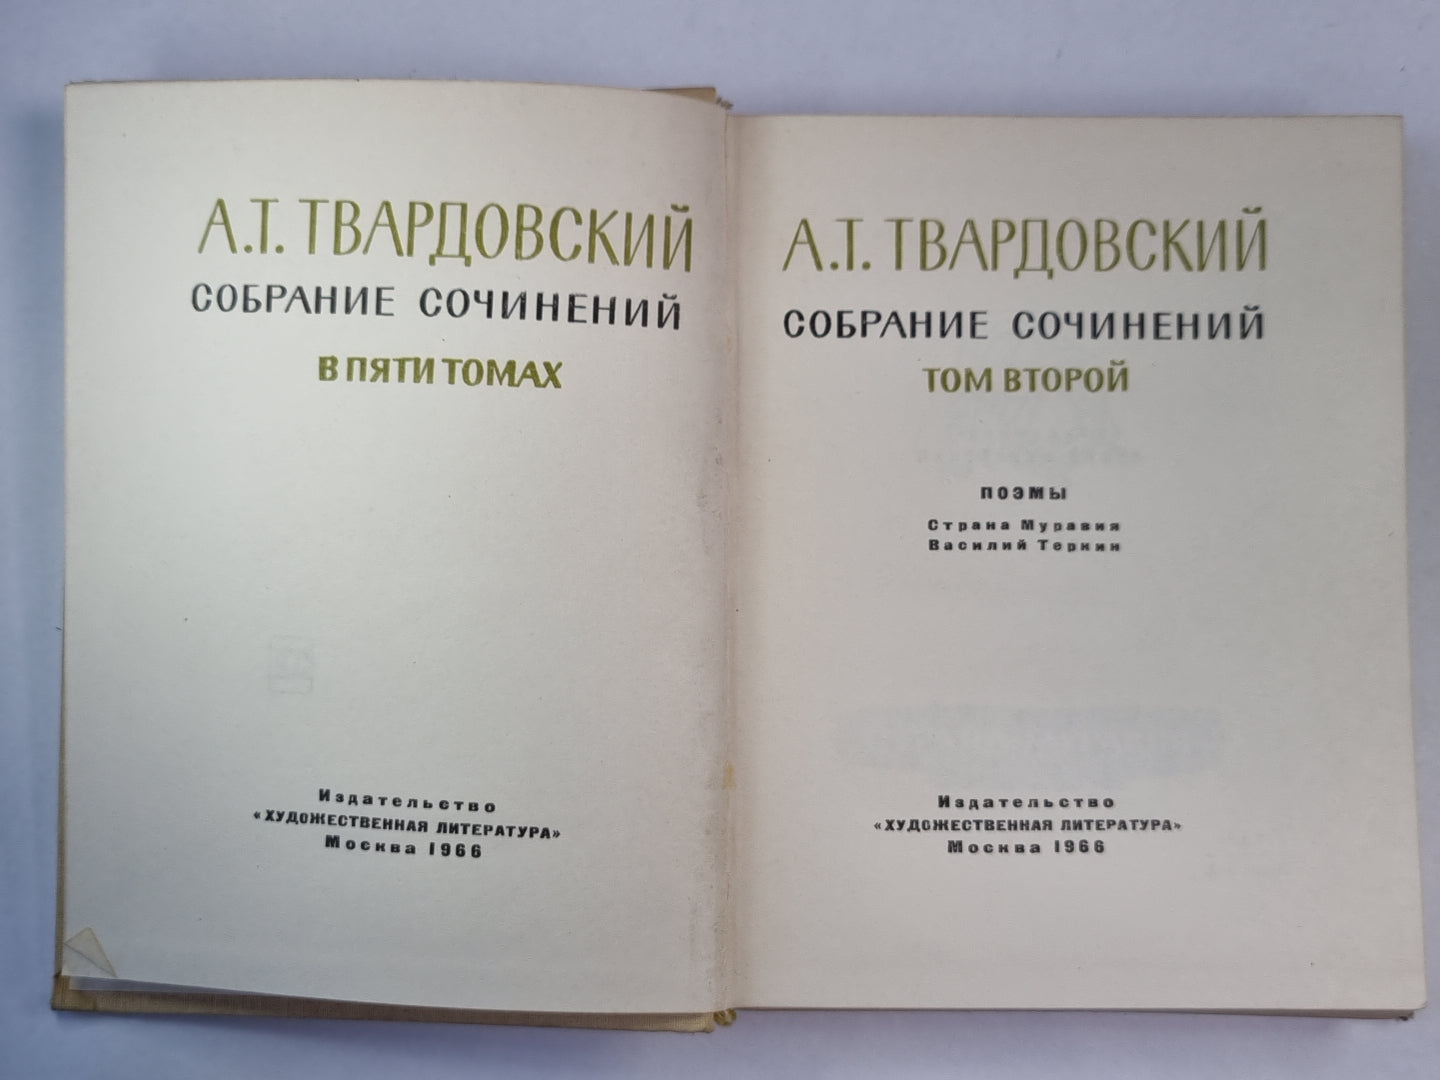 А.Т. ТВАРДОВСКИЙ
СОБРАНИЕ СОЧИНЕНИЙ
В ПЯТИ ТОМАХ
Издательство
«ХУДОЖЕСТВЕННАЯ ЛИТЕРАТУРА»
Москва 1966
А.Т. ТВАРДОВСКИЙ
СОБРАНИЕ СОЧИНЕНИЙ
ТОМ ВТОРОЙ
ПОЭМЫ
Страна Муравия
Василий Теркин
Издательство
«ХУДОЖЕСТВЕННАЯ ЛИТЕРАТУРА»
Москва 1966